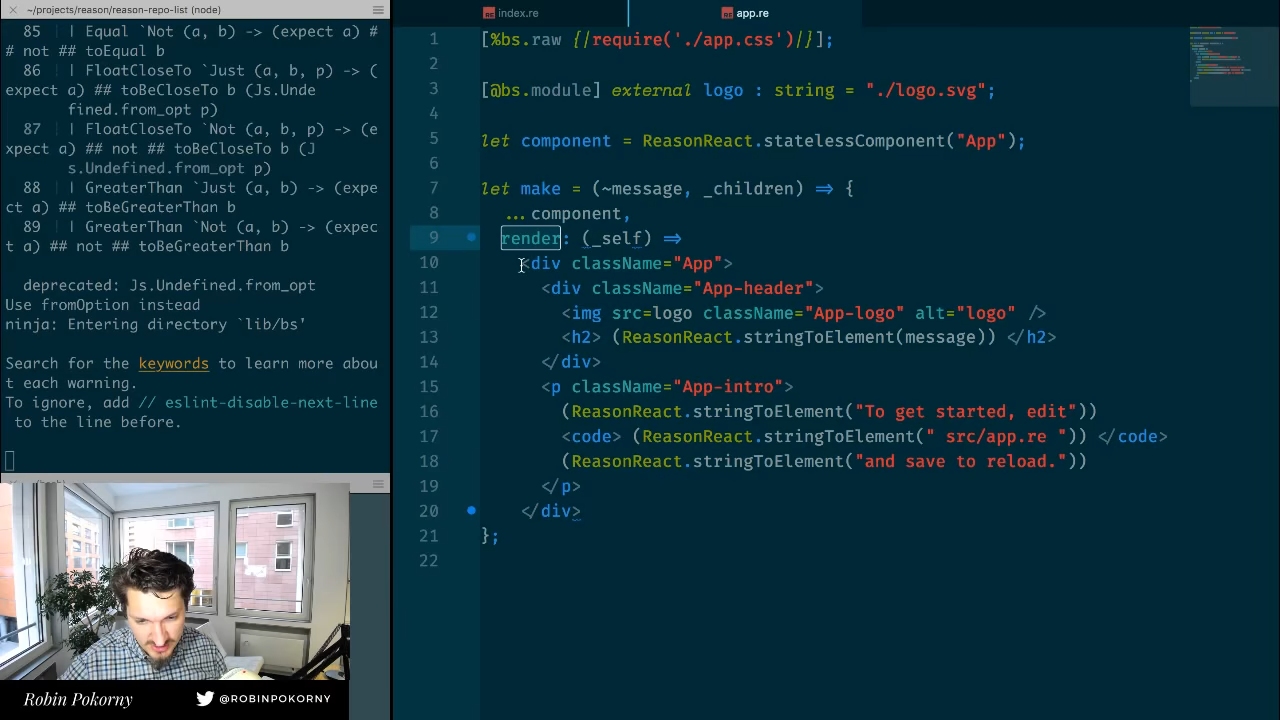 × ~/projects/reason/reason-repo-list (node)
85 | Equal `Not (a, b) -> (expect a) #
# not ## toEqual b
86 | FloatCloseTo `Just (a, b, p) -> (
expect a) ## toBeCloseTo b (Js.Unde
fined.from_opt p)
87 | FloatCloseTo `Not (a, b, p) -> (e
xpect a) ## not ## toBeCloseTo b (J
s.Undefined.from_opt p)
88 | GreaterThan `Just (a, b) -> (expe
ct a) ## toBeGreaterThan b
89 | GreaterThan `Not (a, b) -> (expec
t a) ## not ## toBeGreaterThan b
deprecated: Js.Undefined.from_opt
Use fromOption instead
ninja: Entering directory `lib/bs'
Search for the keywords to learn more abou
t each warning.
To ignore, add // eslint-disable-next-line
to the line before.
Robin Pokorny @ROBINPOKORNY
index.re app.re
1 [%bs.raw {|require('./app.css')|}];
2
3 [@bs.module] external logo : string = "./logo.svg";
4
5 let component = ReasonReact.statelessComponent("App");
6
7 let make = (~message, _children) => {
8 ...component,
9 render: (_self) =>
10 <div className="App">
11 <div className="App-header">
12 <img src=logo className="App-logo" alt="logo" />
13 <h2> (ReasonReact.stringToElement(message)) </h2>
14 </div>
15 <p className="App-intro">
16 (ReasonReact.stringToElement("To get started, edit"))
17 <code> (ReasonReact.stringToElement(" src/app.re ")) </code>
18 (ReasonReact.stringToElement("and save to reload."))
19 </p>
20 </div>
21 };
22